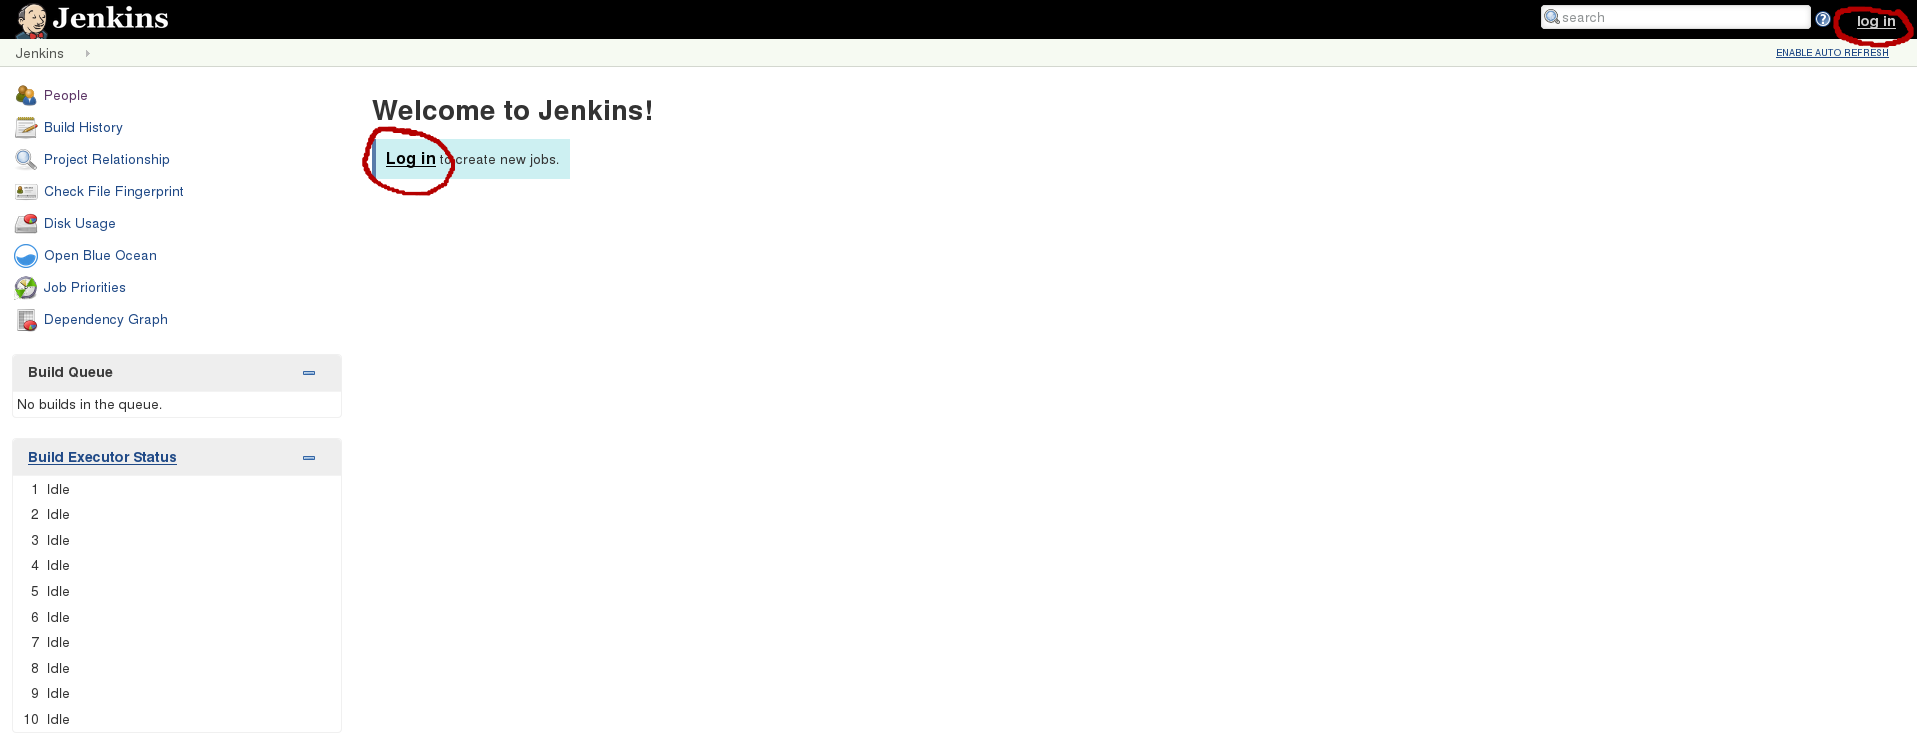 Jenkins
search
log in
Jenkins
ENABLE AUTO REFRESH
People
Build History
Project Relationship
Check File Fingerprint
Disk Usage
Open Blue Ocean
Job Priorities
Dependency Graph
Build Queue
No builds in the queue.
Build Executor Status
1 Idle
2 Idle
3 Idle
4 Idle
5 Idle
6 Idle
7 Idle
8 Idle
9 Idle
10 Idle
Welcome to Jenkins!
Log in to create new jobs.